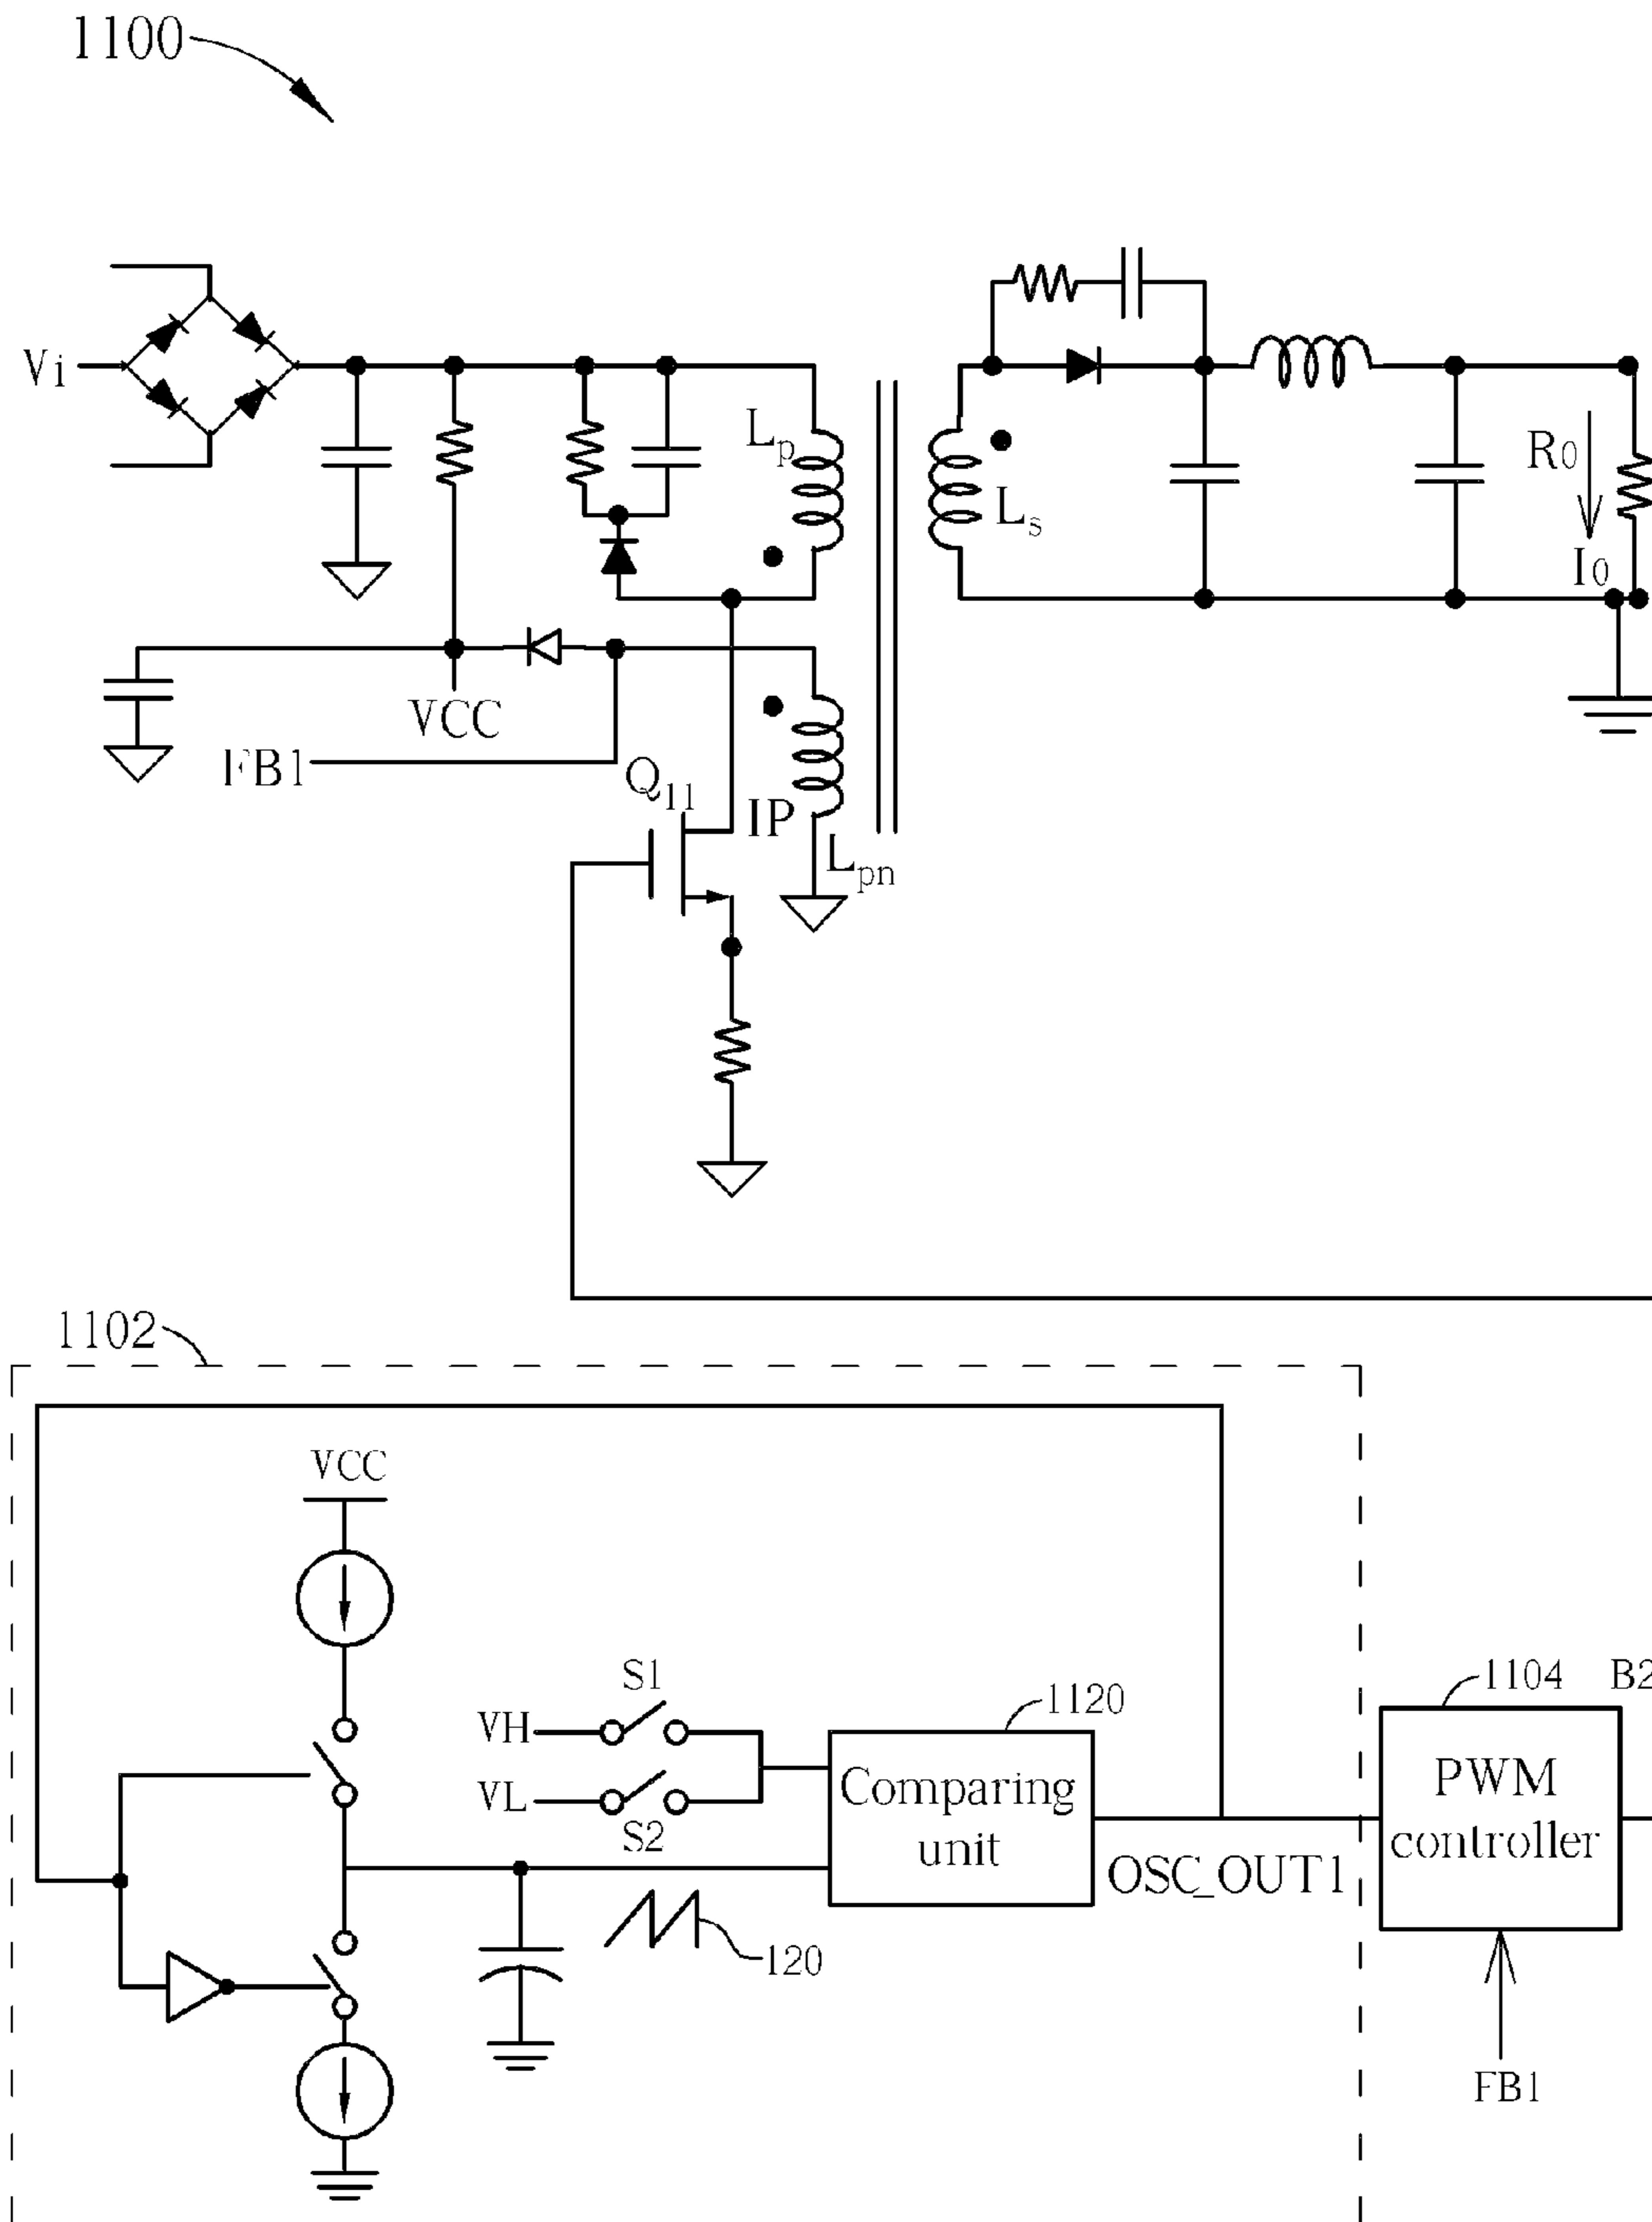 1100
Vi
Lp
Ls
R0
I0
VCC
FB1
Q11
IP
Lpn
1102
VCC
S1
VH
VL
S2
1120
Comparing
unit
OSC_OUT1
120
1104
B2
PWM
controller
FB1